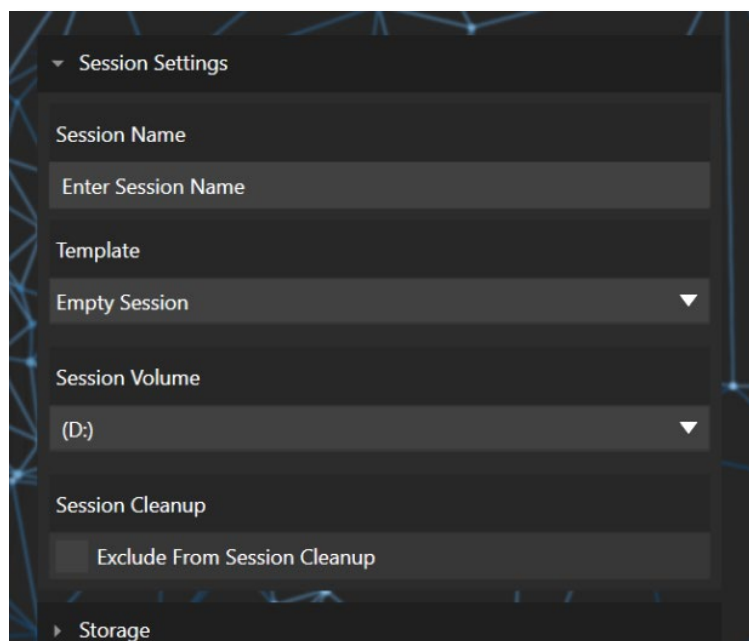 Session Settings
Session Name
Enter Session Name
Template
Empty Session
Session Volume
(D:)
Session Cleanup
Exclude From Session Cleanup
Storage